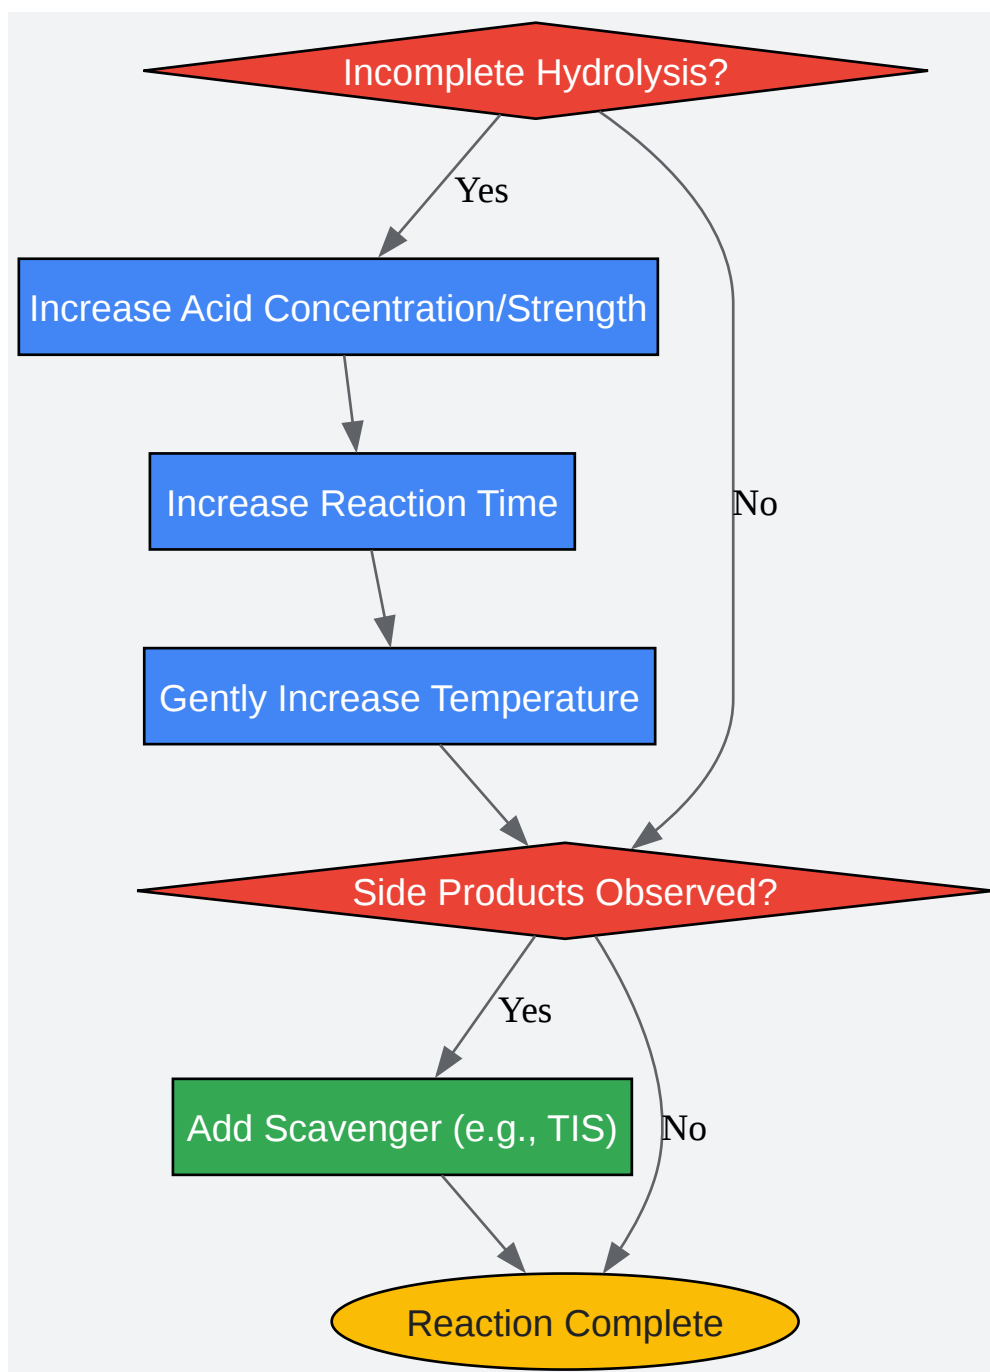 Incomplete Hydrolysis?
Yes
Increase Acid Concentration/Strength
Increase Reaction Time
No
Gently Increase Temperature
Side Products Observed?
Yes
Add Scavenger (e.g., TIS)
No
Reaction Complete